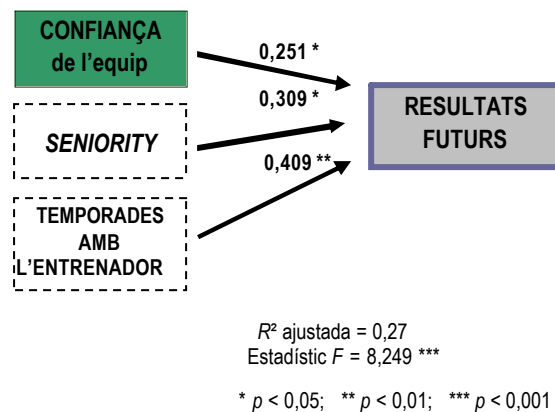 CONFIANÇA
de l'equip
0,251 *
0,309 *
SENIORITY
0,409 **
TEMPORADES
AMB
L'ENTRENADOR
RESULTATS
FUTURS
R² ajustada = 0,27
Estadístic F = 8,249 ***
* p < 0,05;   ** p < 0,01;   *** p < 0,001